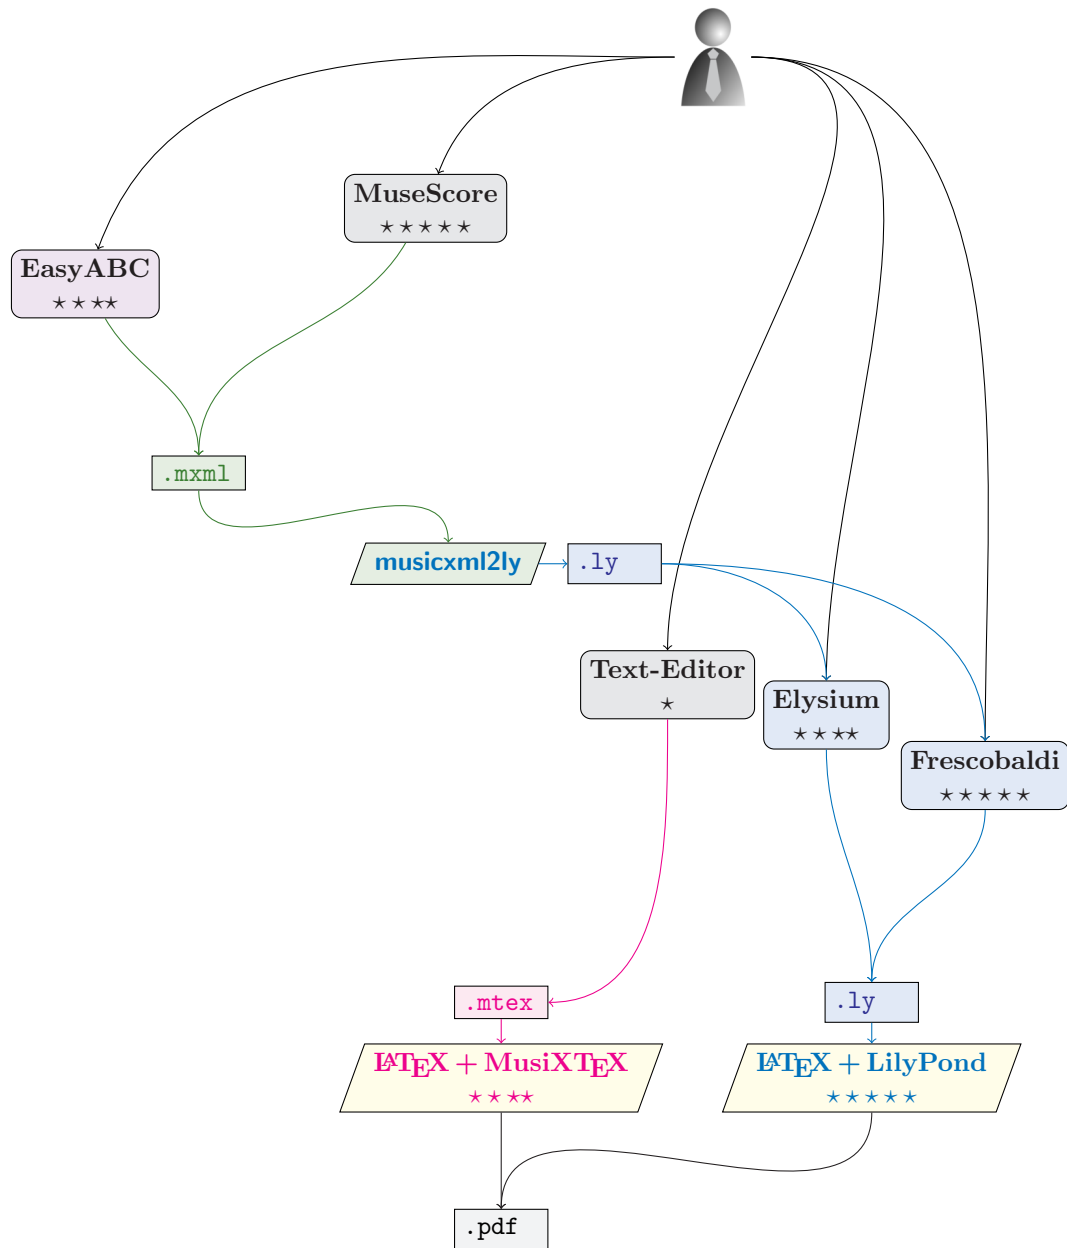 MuseScore
⋆⋆⋆⋆⋆
EasyABC
⋆⋆⋆⋆
.mxml
musicxml2ly
.ly
Text-Editor
⋆
Elysium
⋆⋆⋆⋆
Frescobaldi
⋆⋆⋆⋆⋆
.mtex
.ly
LATEX + MusiXTEX
⋆⋆⋆⋆
LATEX + LilyPond
⋆⋆⋆⋆⋆
.pdf